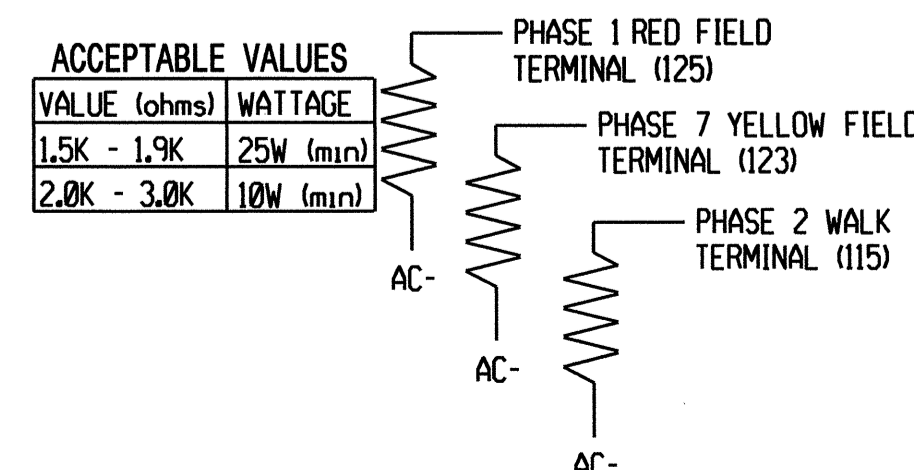 ACCEPTABLE VALUES
VALUE (ohms) WATTAGE
1.5K - 1.9K 25W (min)
2.0K - 3.0K 10W (min)
PHASE 1 RED FIELD
TERMINAL (125)
AC-
PHASE 7 YELLOW FIELD
TERMINAL (123)
AC-
PHASE 2 WALK
TERMINAL (115)
AC-